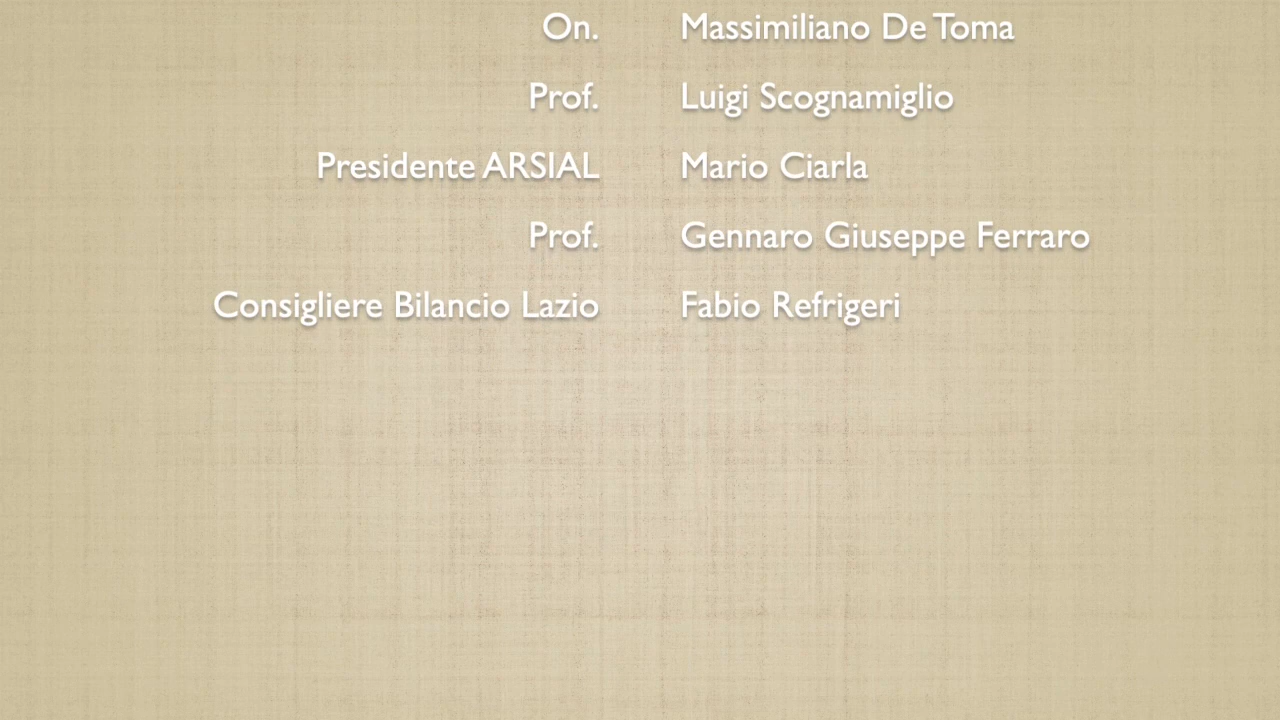 On. Massimiliano De Toma
Prof. Luigi Scognamiglio
Presidente ARSIAL Mario Ciarla
Prof. Gennaro Giuseppe Ferraro
Consigliere Bilancio Lazio Fabio Refrigeri